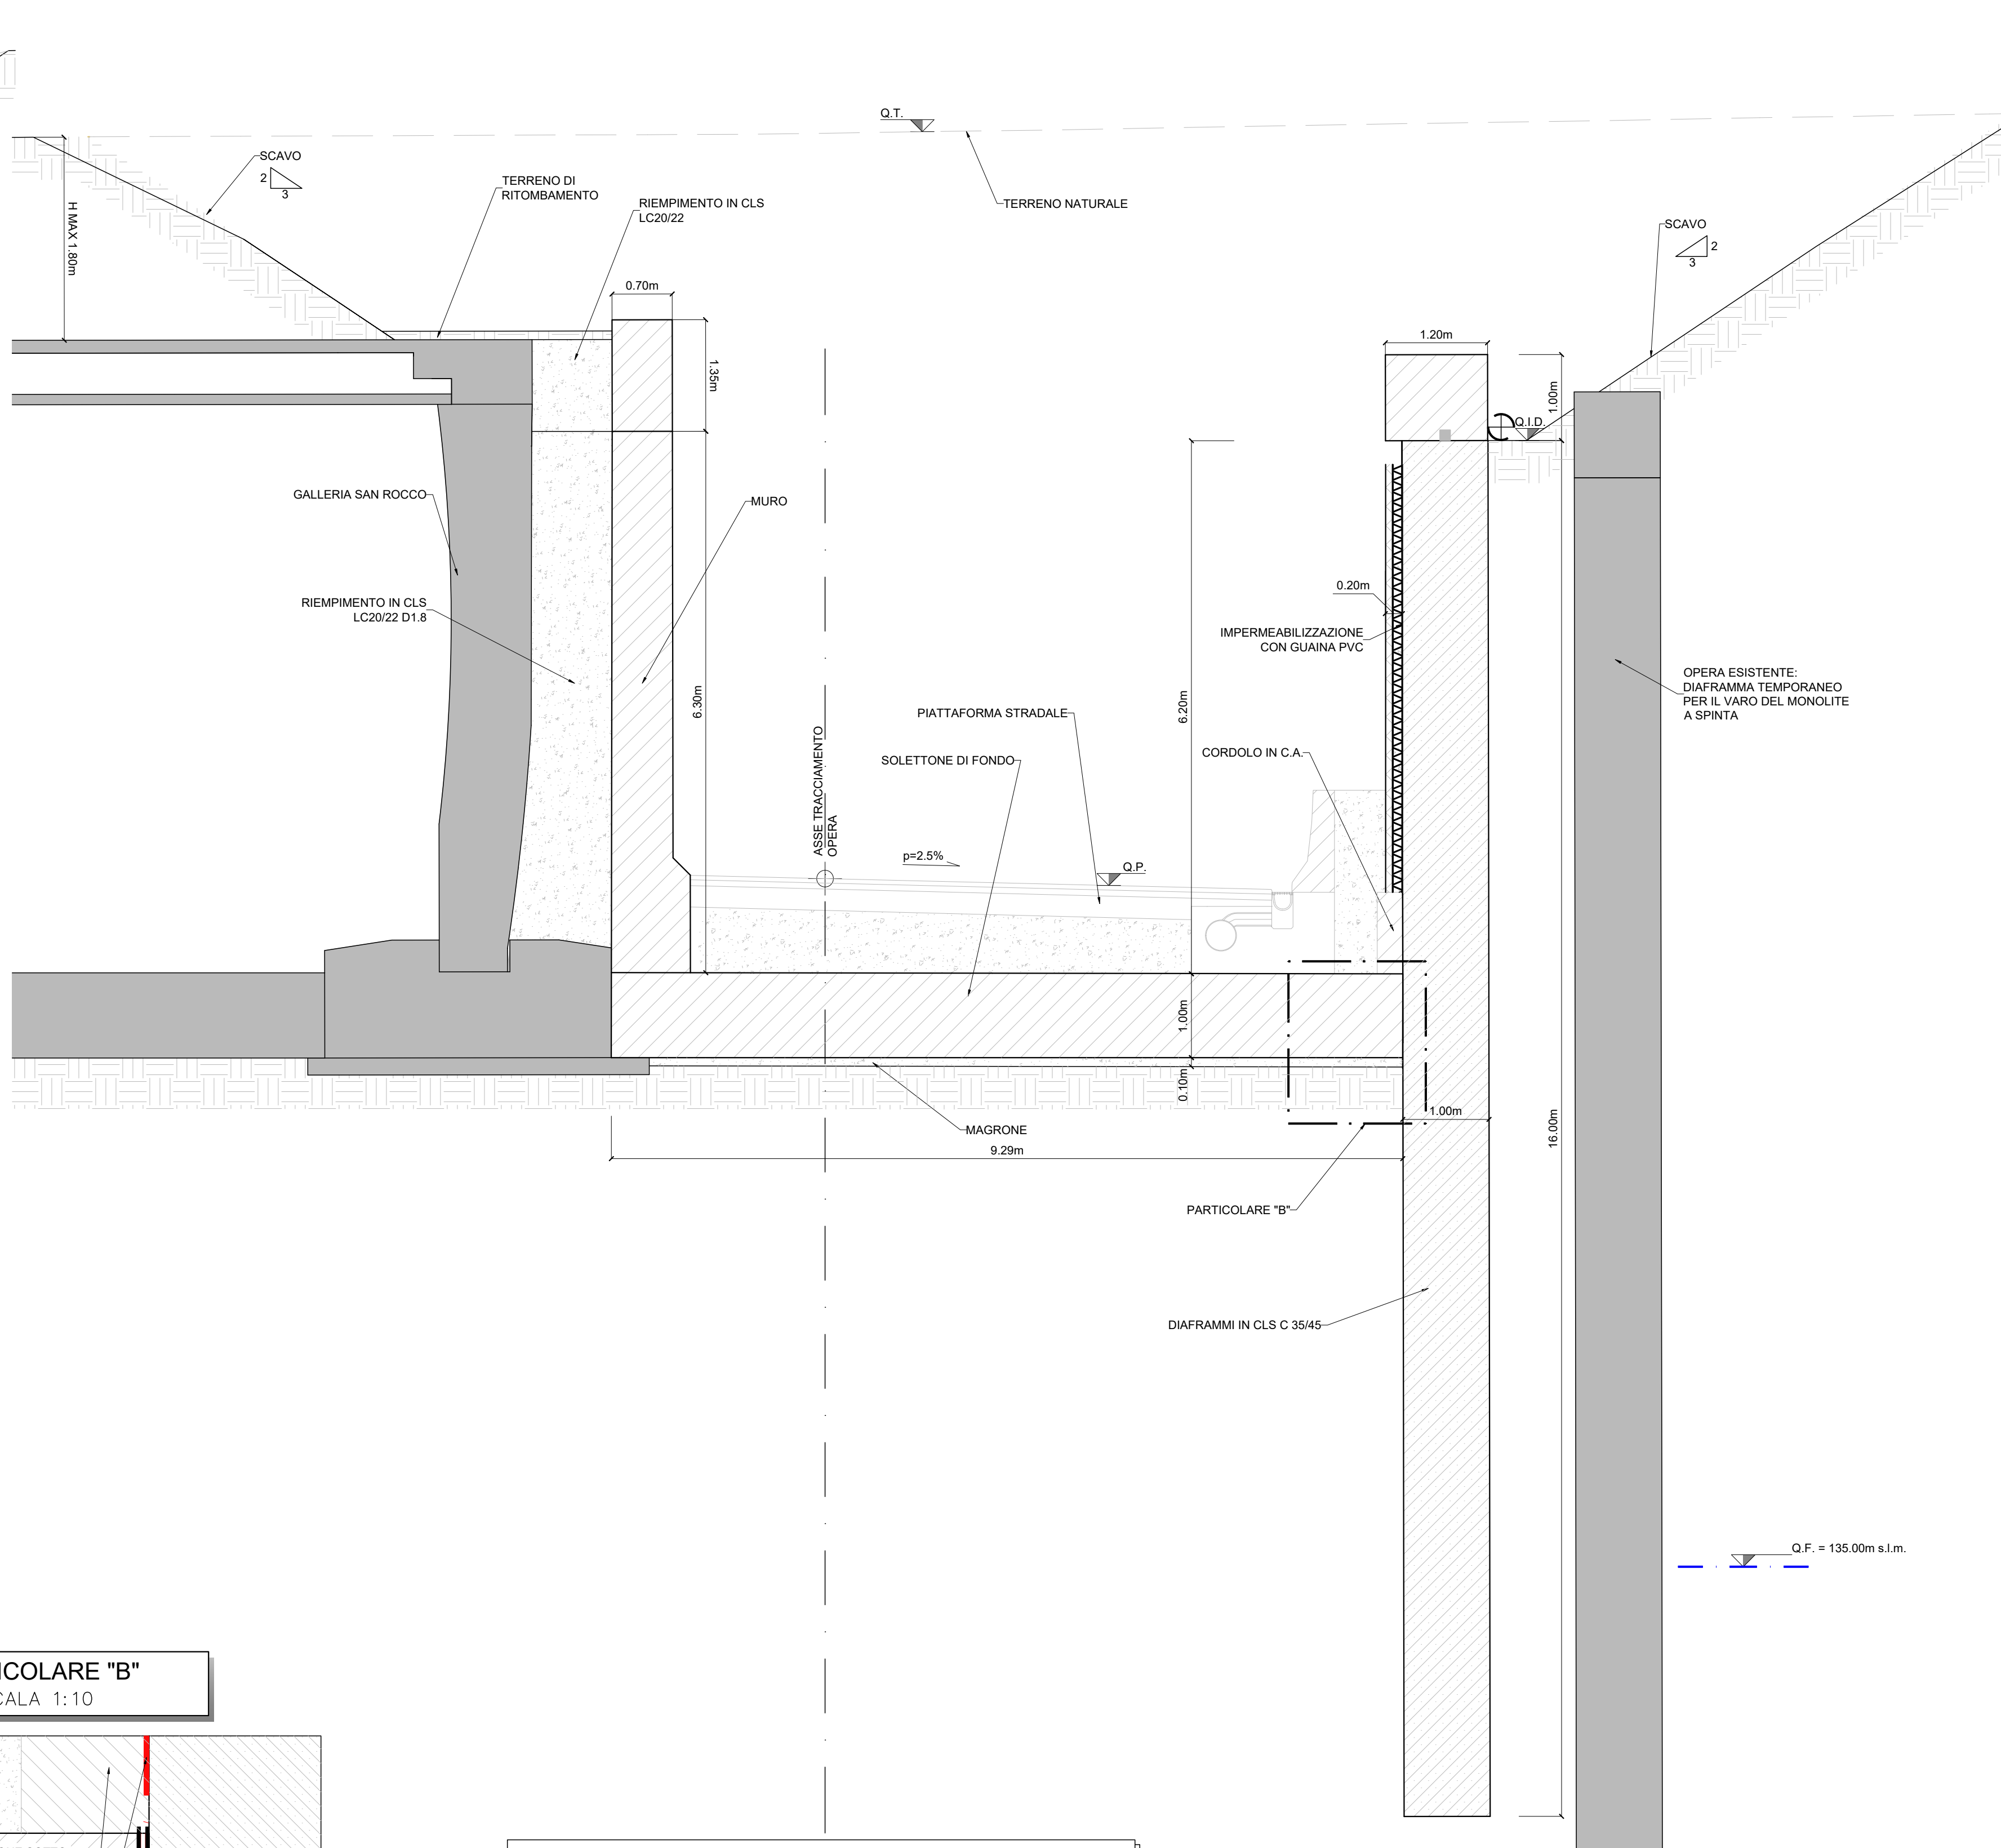 Q.T.
SCAVO
2
3
TERRENO DI
RITOMBAMENTO
RIEMPIMENTO IN CLS
LC20/22
TERRENO NATURALE
SCAVO
2
3
H MAX 1.80m
0.70m
1.35m
1.20m
1.00m
Q.I.D.
GALLERIA SAN ROCCO
MURO
RIEMPIMENTO IN CLS
LC20/22 D1.8
0.20m
IMPERMEABILIZZAZIONE
CON GUAINA PVC
6.30m
6.20m
OPERA ESISTENTE:
DIAFRAMMA TEMPORANEO
PER IL VARO DEL MONOLITE
A SPINTA
PIATTAFORMA STRADALE
SOLETTONE DI FONDO
CORDOLO IN C.A.
ASSE TRACCIAMENTO
OPERA
p=2.5%
Q.P.
1.00m
0.10m
1.00m
16.00m
MAGRONE
9.29m
PARTICOLARE "B"
DIAFRAMMI IN CLS C 35/45
Q.F. = 135.00m s.l.m.
ICOLARE "B"
CALA 1:10